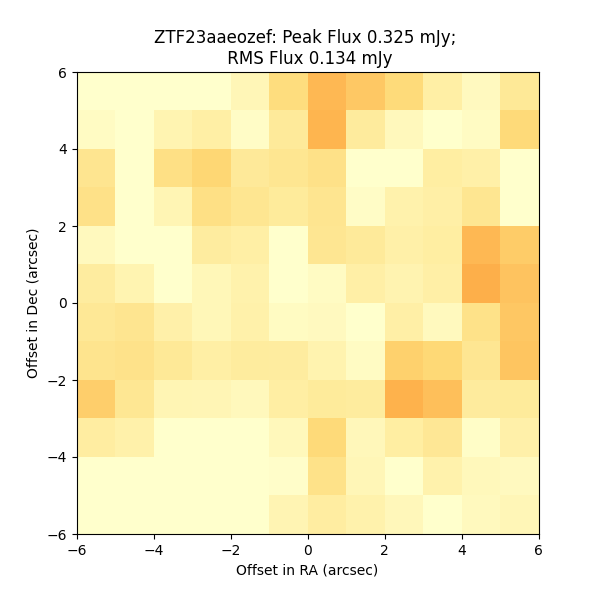 ZTF23aaeozef: Peak Flux 0.325 mJy;
RMS Flux 0.134 mJy
6
4
2
0
−2
−4
−6
Offset in Dec (arcsec)
−6 −4 −2 0 2 4 6
Offset in RA (arcsec)